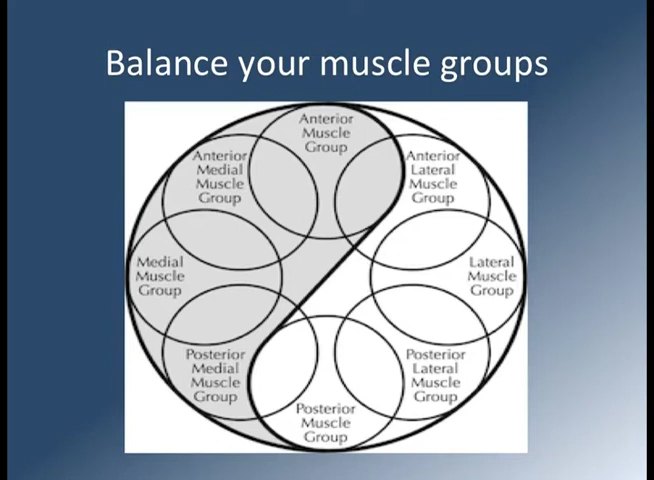 Balance your muscle groups
Anterior
Muscle
Group
Anterior
Medial
Muscle
Group
Anterior
Lateral
Muscle
Group
Medial
Muscle
Group
Lateral
Muscle
Group
Posterior
Medial
Muscle
Group
Posterior
Lateral
Muscle
Group
Posterior
Muscle
Group